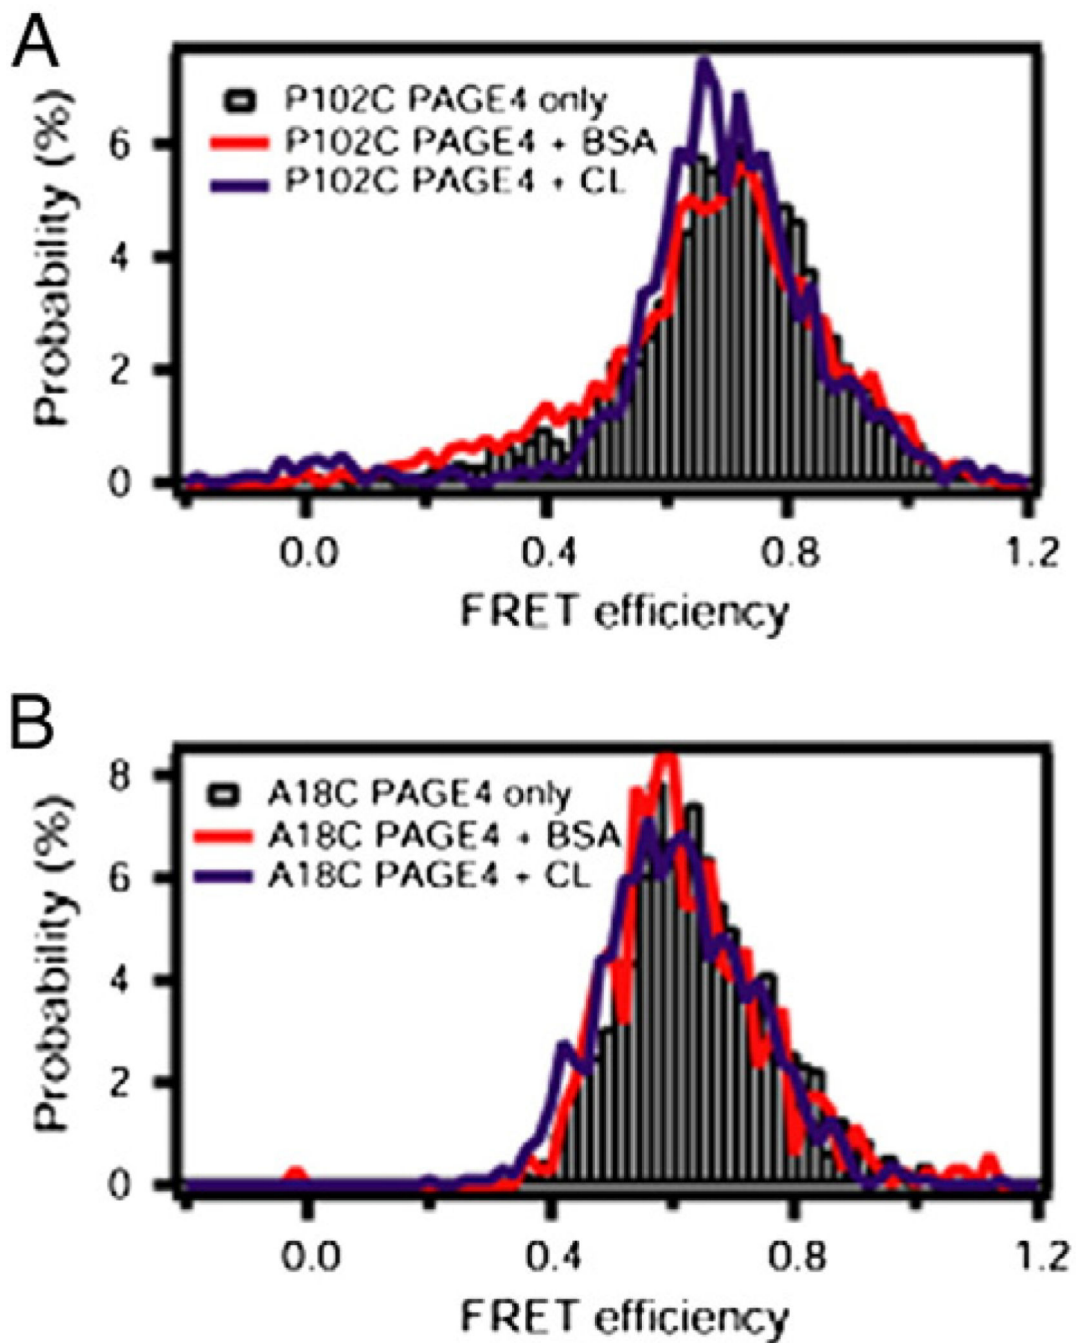 A
P102C PAGE4 only
P102C PAGE4 + BSA
P102C PAGE4 + CL
Probability (%)
6
4
2
0
0.0 0.4 0.8 1.2
FRET efficiency
B
A18C PAGE4 only
A18C PAGE4 + BSA
A18C PAGE4 + CL
Probability (%)
8
6
4
2
0
0.0 0.4 0.8 1.2
FRET efficiency